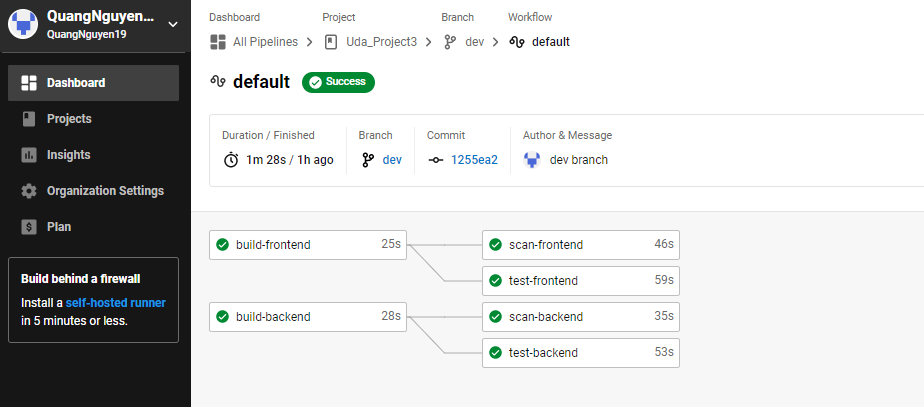 QuangNguyen...
QuangNguyen19
Dashboard
Projects
Insights
Organization Settings
Plan
Build behind a firewall
Install a self-hosted runner
in 5 minutes or less.
Dashboard Project Branch Workflow
All Pipelines Uda_Project3 dev default
default Success
Duration / Finished Branch Commit Author & Message
1m 28s / 1h ago dev 1255ea2 dev branch
build-frontend 25s scan-frontend 46s
test-frontend 59s
build-backend 28s scan-backend 35s
test-backend 53s